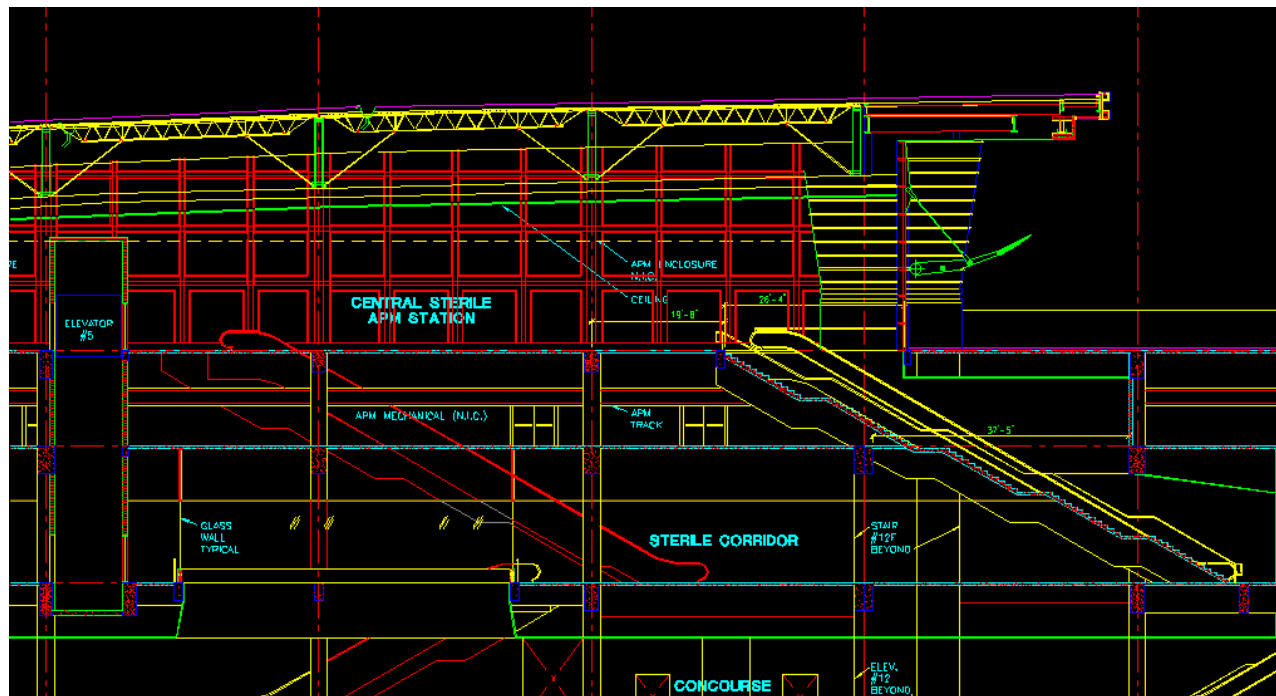 APM ENCLOSURE
N.I.C.
CEILING
CENTRAL STERILE
APM STATION
26'-4"
19'-8"
ELEVATOR
#5
APM MECHANICAL (N.I.C.)
APM
TRACK
37'-5"
GLASS
WALL
TYPICAL
STERILE CORRIDOR
STAIR
#12F
BEYOND
ELEV.
#12
BEYOND
CONCOURSE